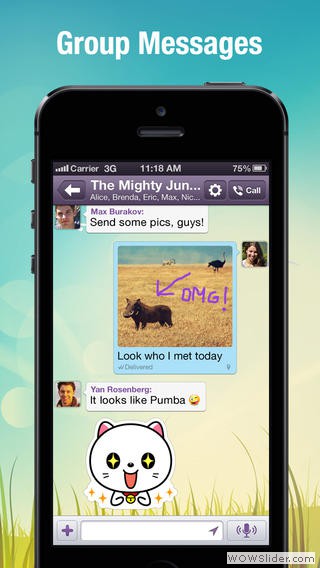 Group Messages
Carrier 3G 11:18 AM 75%
The Mighty Jun...
Alice, Brenda, Eric, Max, Nic...
Call
Max Burakov:
Send some pics, guys!
OMG!
Look who I met today
Delivered
Yan Rosenberg:
It looks like Pumba 🤪
WOWSlider.com